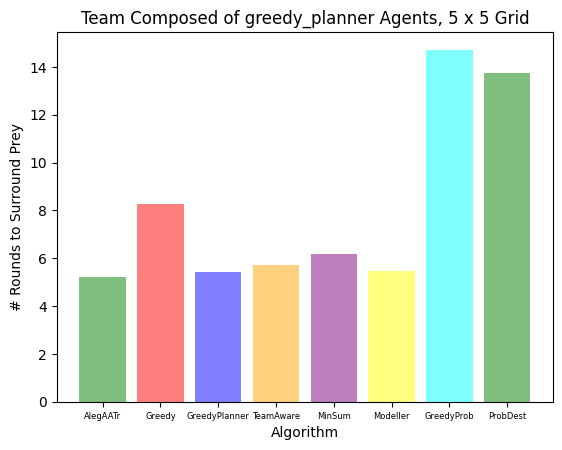 Team Composed of greedy_planner Agents, 5 x 5 Grid
# Rounds to Surround Prey
14
12
10
8
6
4
2
0
AlegAATr Greedy GreedyPlanner TeamAware MinSum Modeller GreedyProb ProbDest
Algorithm